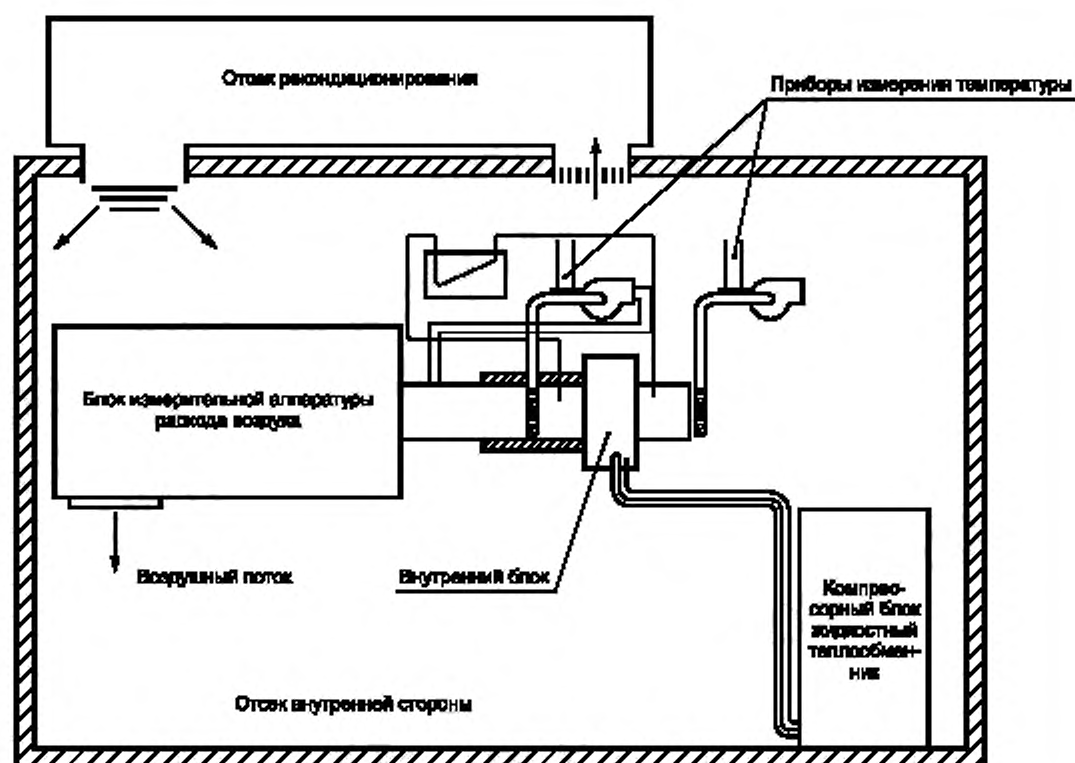 Отсек рекондиционирования
Приборы измерения температуры
Блок измерительной аппаратуры
расхода воздуха
Воздушный поток
Внутренний блок
Компрес-
сорный блок
жидкостный
теплообмен-
ник
Отсек внутренней стороны